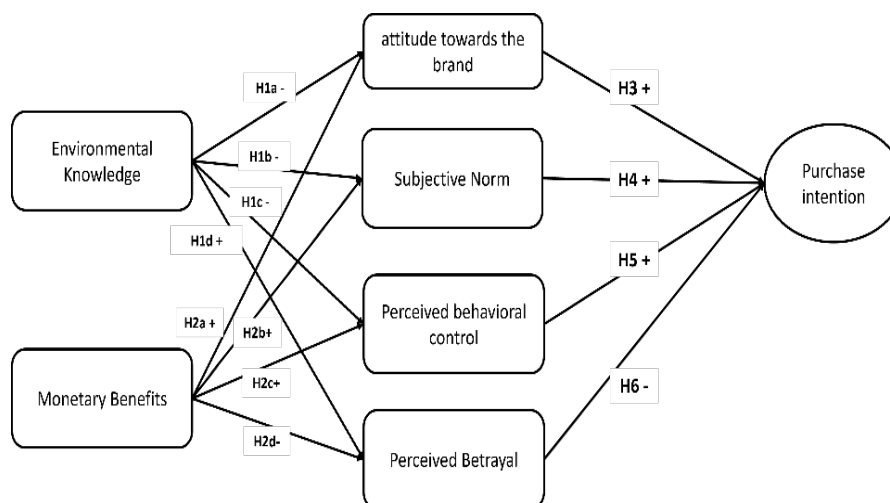 attitude towards the
brand
H1a -
H3 +
Environmental
Knowledge
H1b -
Subjective Norm
H4 +
Purchase
intention
H1c -
H1d +
H5 +
H2a +
H2b+
Perceived behavioral
control
Monetary Benefits
H2c+
H6 -
H2d-
Perceived Betrayal